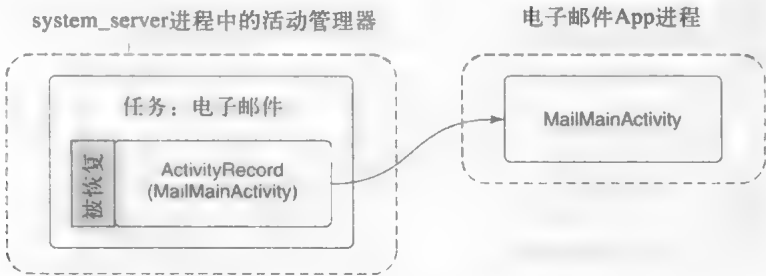 system_server进程中的活动管理器
电子邮件App进程
任务：电子邮件
被恢复
ActivityRecord
(MailMainActivity)
MailMainActivity